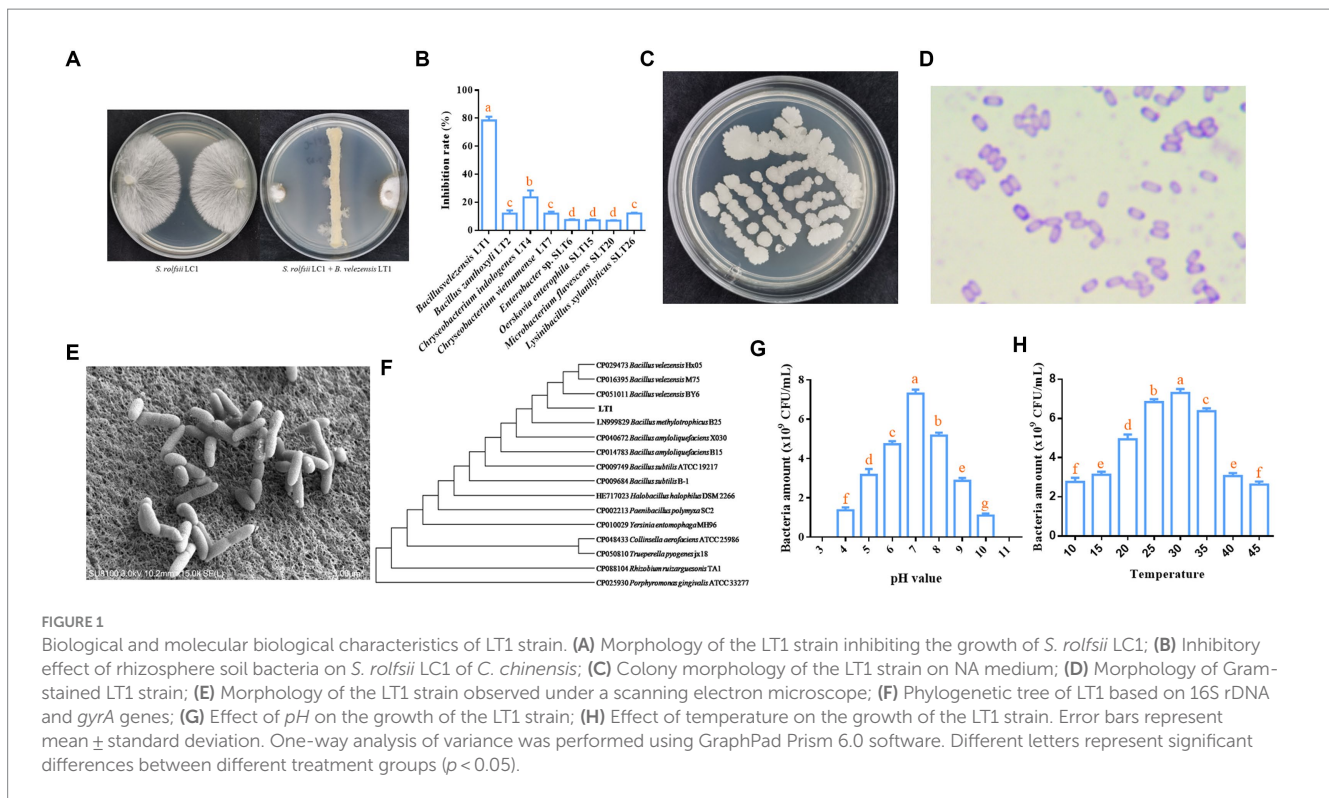 A
S. rolfsii LC1
S. rolfsii LC1 + B. velezensis LT1
B
Inhibition rate (%)
100
80
60
40
20
0
a
c
b
c
d
d
d
c
Bacillusvelezensis LT1
Bacillus zanthoxyli LT2
Chryseobacterium indologenes LT4
Chryseobacterium vietnamense LT7
Enterobacter sp. SLT6
Oerskovia enterophila SLT15
Microbacterium flavescens SLT20
Lysinibacillus xylanilyticus SLT26
C
D
E
F
CP029473 Bacillus velezensis Hx05
CP016395 Bacillus velezensis M75
CP051011 Bacillus velezensis BY6
LT1
LN999829 Bacillus methylotrophicus B25
CP040672 Bacillus amyloliquefaciens X030
CP014783 Bacillus amyloliquefaciens B15
CP009749 Bacillus subtilis ATCC 19217
CP009684 Bacillus subtilis B-1
HE717023 Halobacillus halophilus DSM 2266
CP002213 Paenibacillus polymyxa SC2
CP010029 Yersinia entomophaga MH96
CP048433 Collinsella aerofaciens ATCC 25986
CP050810 Trueperella pyogenes jx18
CP088104 Rhizobium ruizarguesonis TA1
CP025930 Porphyromonas gingivalis ATCC 33277
G
Bacteria amount (x10⁹ CFU/mL)
8
6
4
2
0
f
d
c
a
b
e
g
3 4 5 6 7 8 9 10 11
pH value
H
Bacteria amount (x10⁹ CFU/mL)
8
6
4
2
0
f
e
d
b
a
c
e
f
10 15 20 25 30 35 40 45
Temperature
FIGURE 1
Biological and molecular biological characteristics of LT1 strain. (A) Morphology of the LT1 strain inhibiting the growth of S. rolfsii LC1; (B) Inhibitory
effect of rhizosphere soil bacteria on S. rolfsii LC1 of C. chinensis; (C) Colony morphology of the LT1 strain on NA medium; (D) Morphology of Gram-
stained LT1 strain; (E) Morphology of the LT1 strain observed under a scanning electron microscope; (F) Phylogenetic tree of LT1 based on 16S rDNA
and gyrA genes; (G) Effect of pH on the growth of the LT1 strain; (H) Effect of temperature on the growth of the LT1 strain. Error bars represent
mean ± standard deviation. One-way analysis of variance was performed using GraphPad Prism 6.0 software. Different letters represent significant
differences between different treatment groups (p < 0.05).